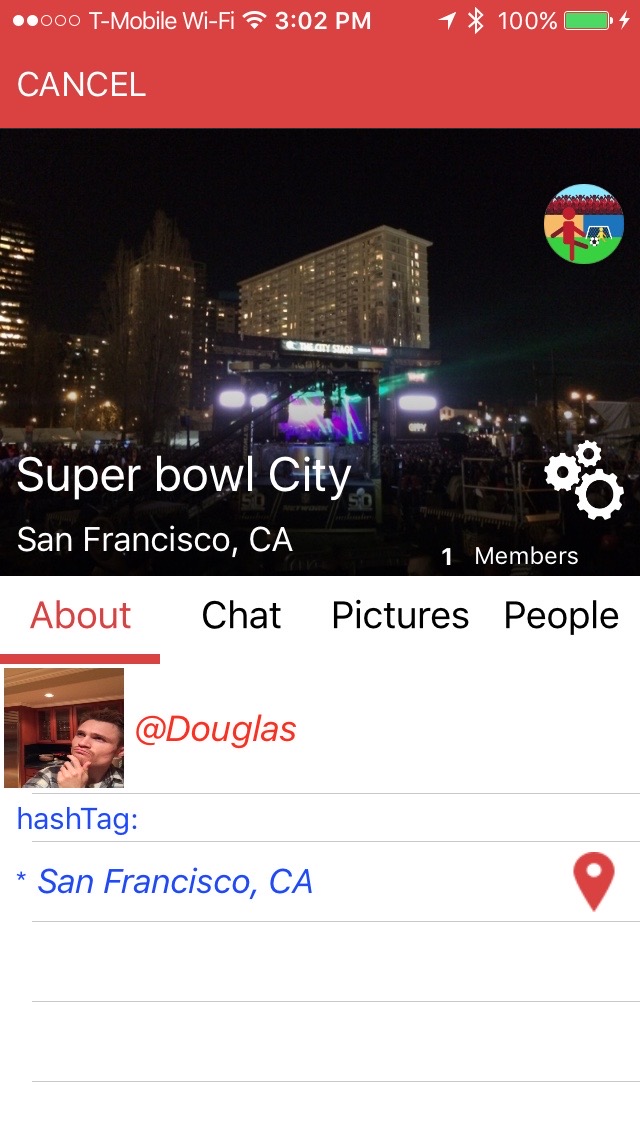 T-Mobile Wi-Fi 3:02 PM 100%
CANCEL
THE CITY STAGE
CITY
Super bowl City
San Francisco, CA
1 Members
About Chat Pictures People
@Douglas
hashTag:
* San Francisco, CA